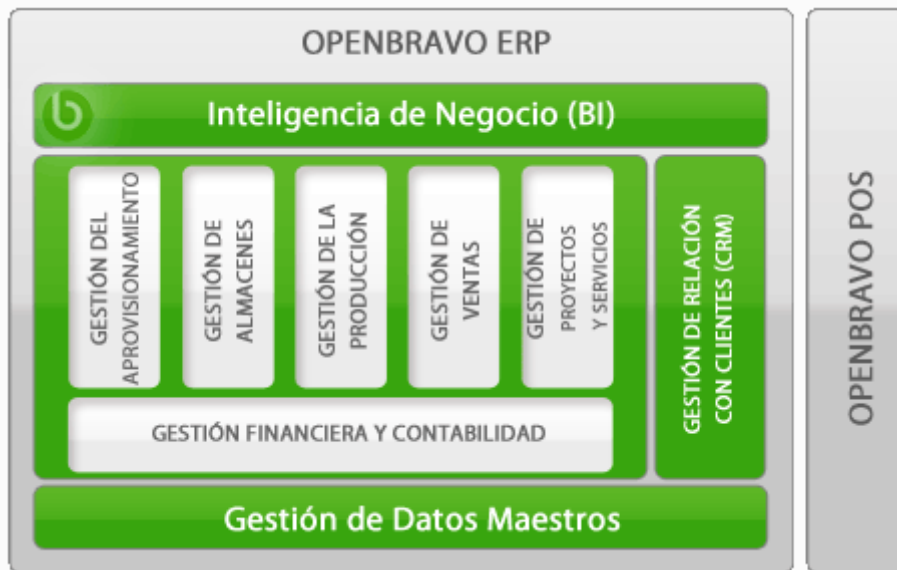 OPENBRAVO ERP
Inteligencia de Negocio (BI)
GESTIÓN DEL
APROVISIONAMIENTO
GESTIÓN DE
ALMACENES
GESTIÓN DE LA
PRODUCCIÓN
GESTIÓN DE
VENTAS
GESTIÓN DE
PROYECTOS
Y SERVICIOS
GESTIÓN DE RELACIÓN
CON CLIENTES (CRM)
GESTIÓN FINANCIERA Y CONTABILIDAD
Gestión de Datos Maestros
OPENBRAVO POS